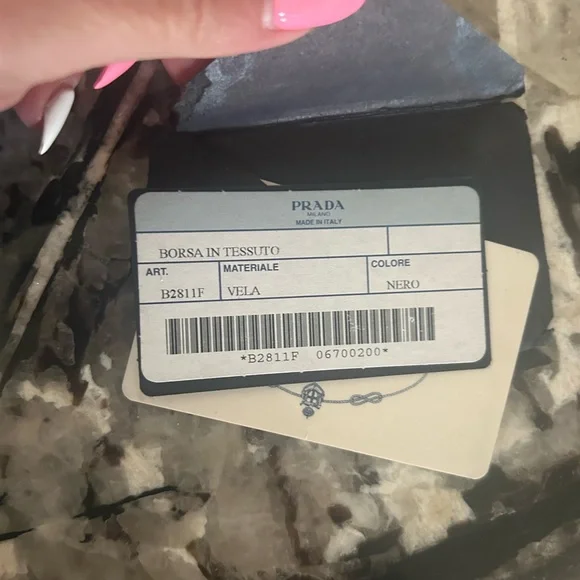 PRADA
MILANO
MADE IN ITALY
BORSA IN TESSUTO
ART. MATERIALE COLORE
B2811F VELA NERO
*B2811F 06700200*